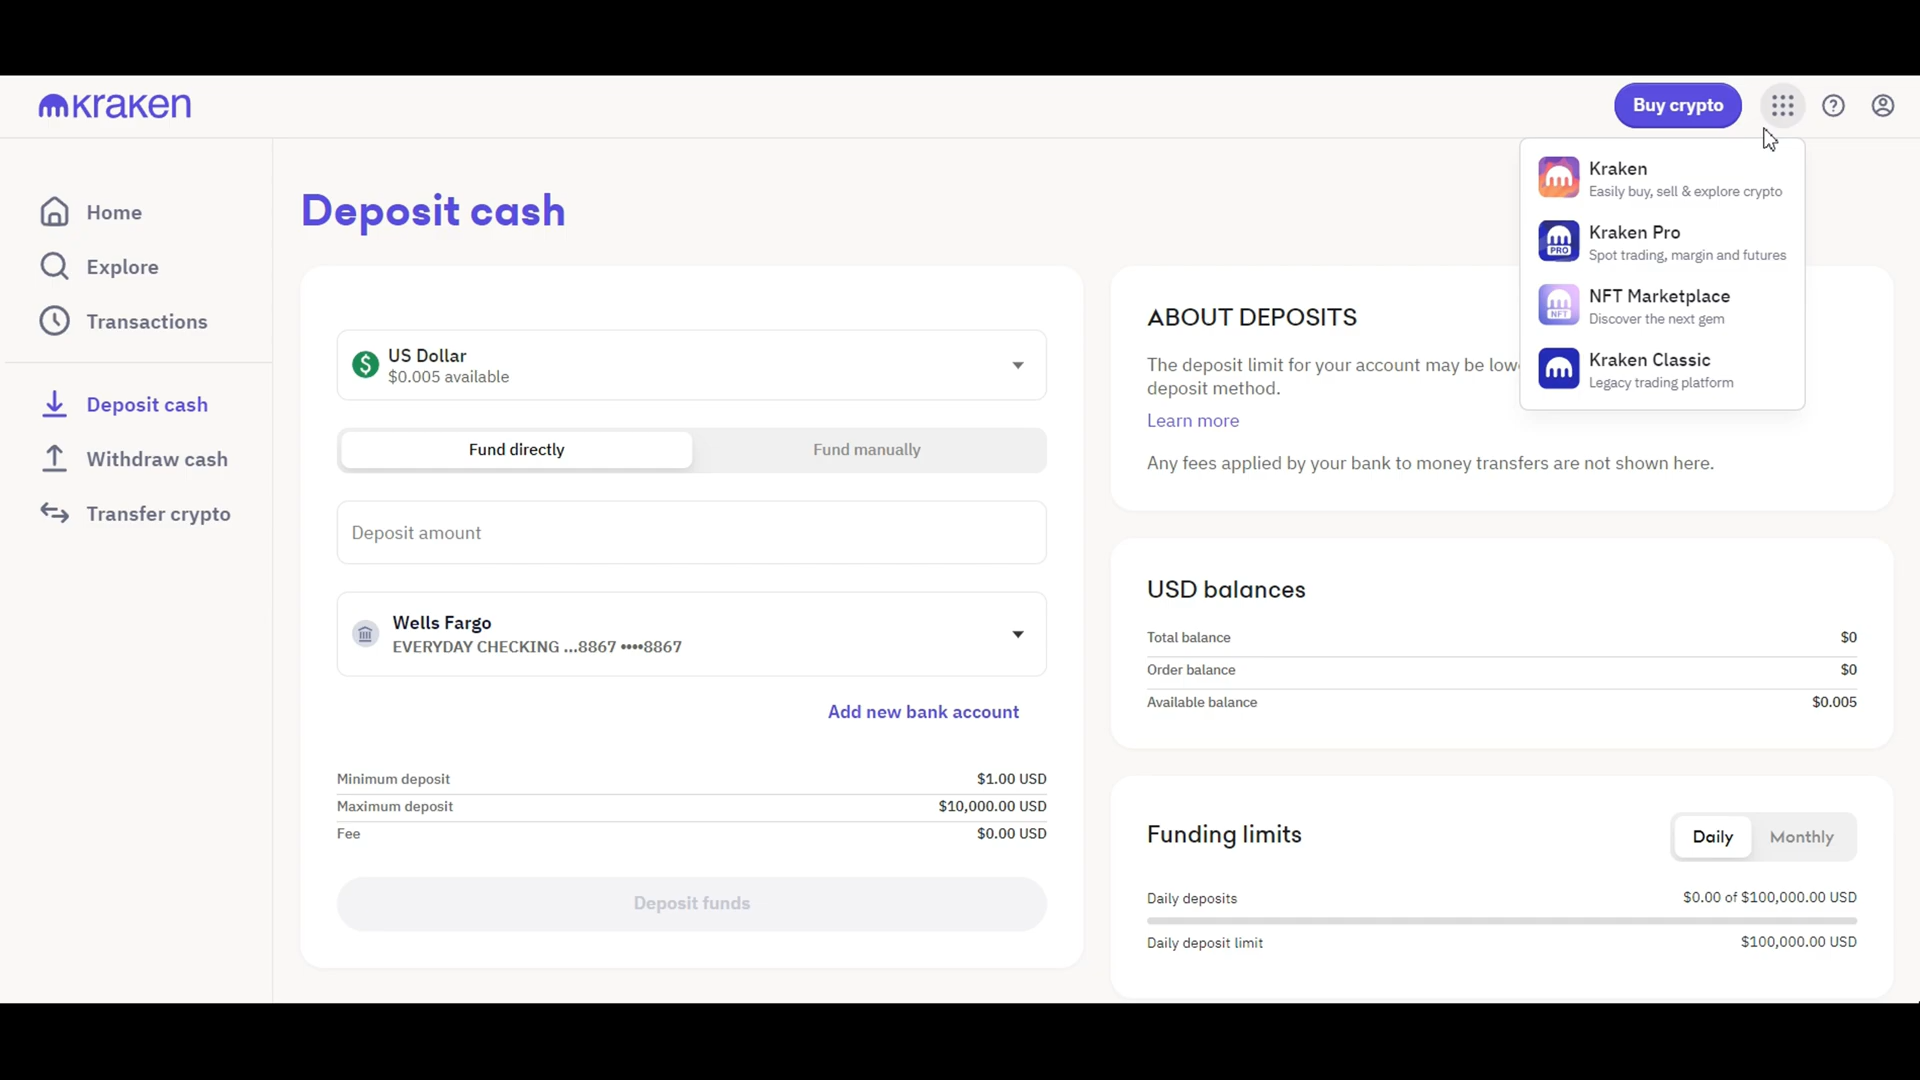 kraken
Buy crypto
Home
Explore
Transactions
Deposit cash
Withdraw cash
Transfer crypto
Deposit cash
US Dollar
$0.005 available
Fund directly
Fund manually
Deposit amount
Wells Fargo
EVERYDAY CHECKING ...8867 ••••8867
Add new bank account
Minimum deposit $1.00 USD
Maximum deposit $10,000.00 USD
Fee $0.00 USD
Deposit funds
Kraken
Easily buy, sell & explore crypto
Kraken Pro
Spot trading, margin and futures
NFT Marketplace
Discover the next gem
Kraken Classic
Legacy trading platform
PRO
NFT
ABOUT DEPOSITS
The deposit limit for your account may be
deposit method.
Learn more
Any fees applied by your bank to money transfers are not shown here.
USD balances
Total balance $0
Order balance $0
Available balance $0.005
Funding limits
Daily Monthly
Daily deposits $0.00 of $100,000.00 USD
Daily deposit limit $100,000.00 USD